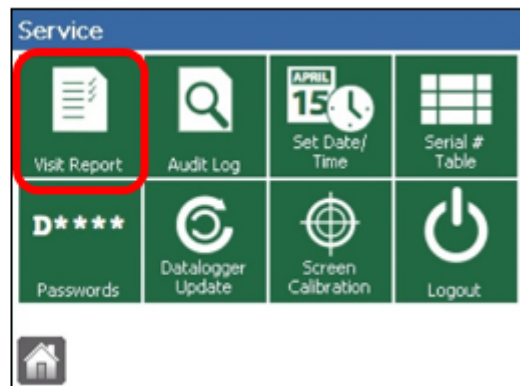 Service
Visit Report
Audit Log
APRIL
15
Set Date/
Time
Serial #
Table
D****
Passwords
Datalogger
Update
Screen
Calibration
Logout